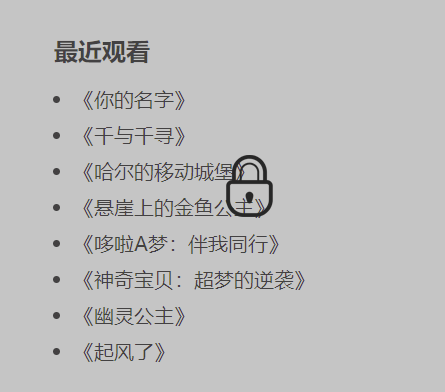 最近观看
《你的名字》
《千与千寻》
《哈尔的移动城堡》
《悬崖上的金鱼公主》
《哆啦A梦：伴我同行》
《神奇宝贝：超梦的逆袭》
《幽灵公主》
《起风了》